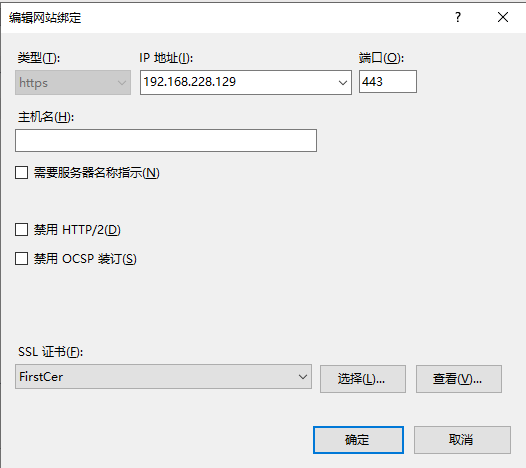 编辑网站绑定
?
类型(T):
IP 地址(I):
端口(O):
https
192.168.228.129
443
主机名(H):
需要服务器名称指示(N)
禁用 HTTP/2(D)
禁用 OCSP 装订(S)
SSL 证书(F):
FirstCer
选择(L)...
查看(V)...
确定
取消